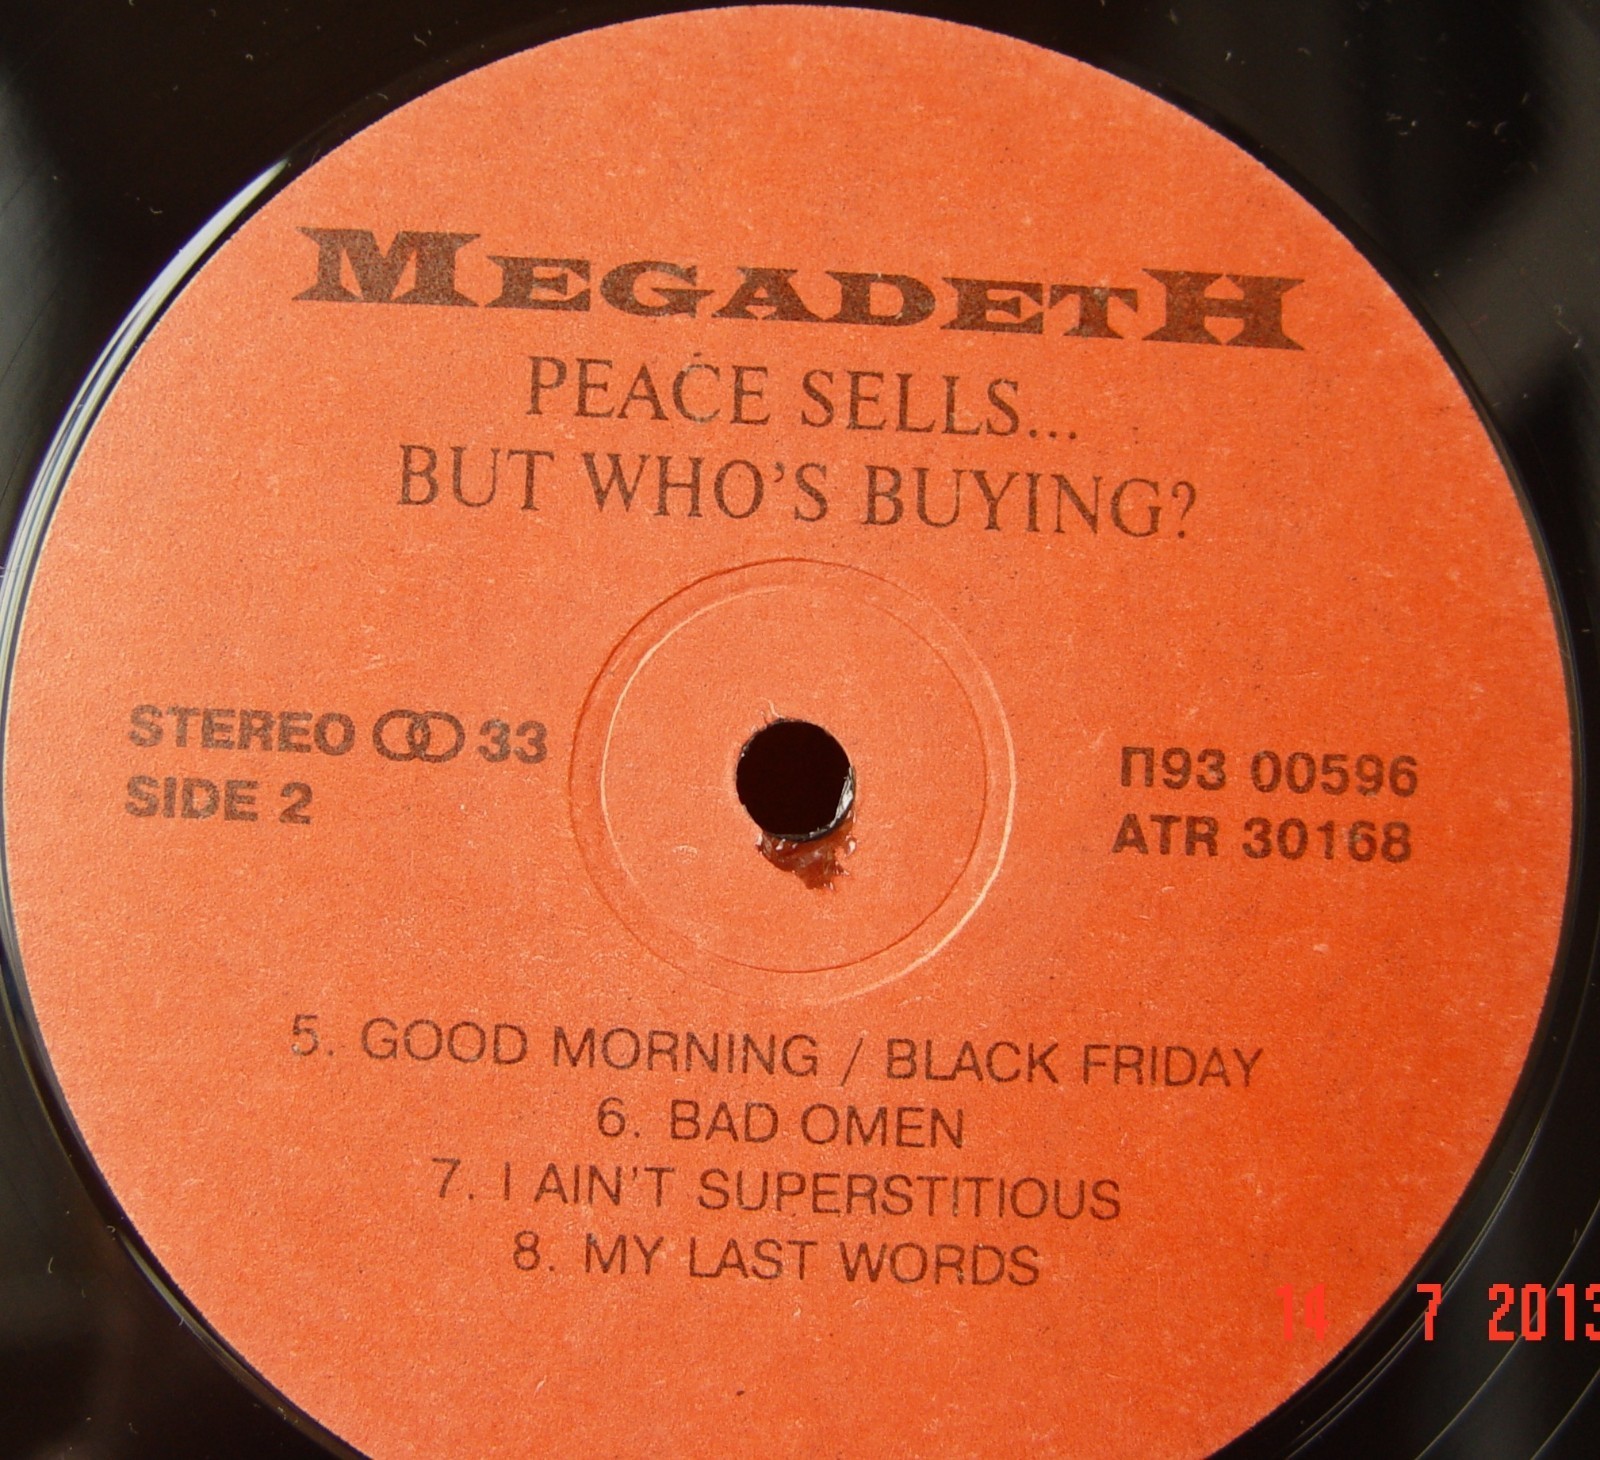 MEGADETH
PEACE SELLS...
BUT WHO'S BUYING?
STEREO 33
SIDE 2
П93 00596
ATR 30168
5. GOOD MORNING / BLACK FRIDAY
6. BAD OMEN
7. I AIN'T SUPERSTITIOUS
8. MY LAST WORDS
14 7 2013